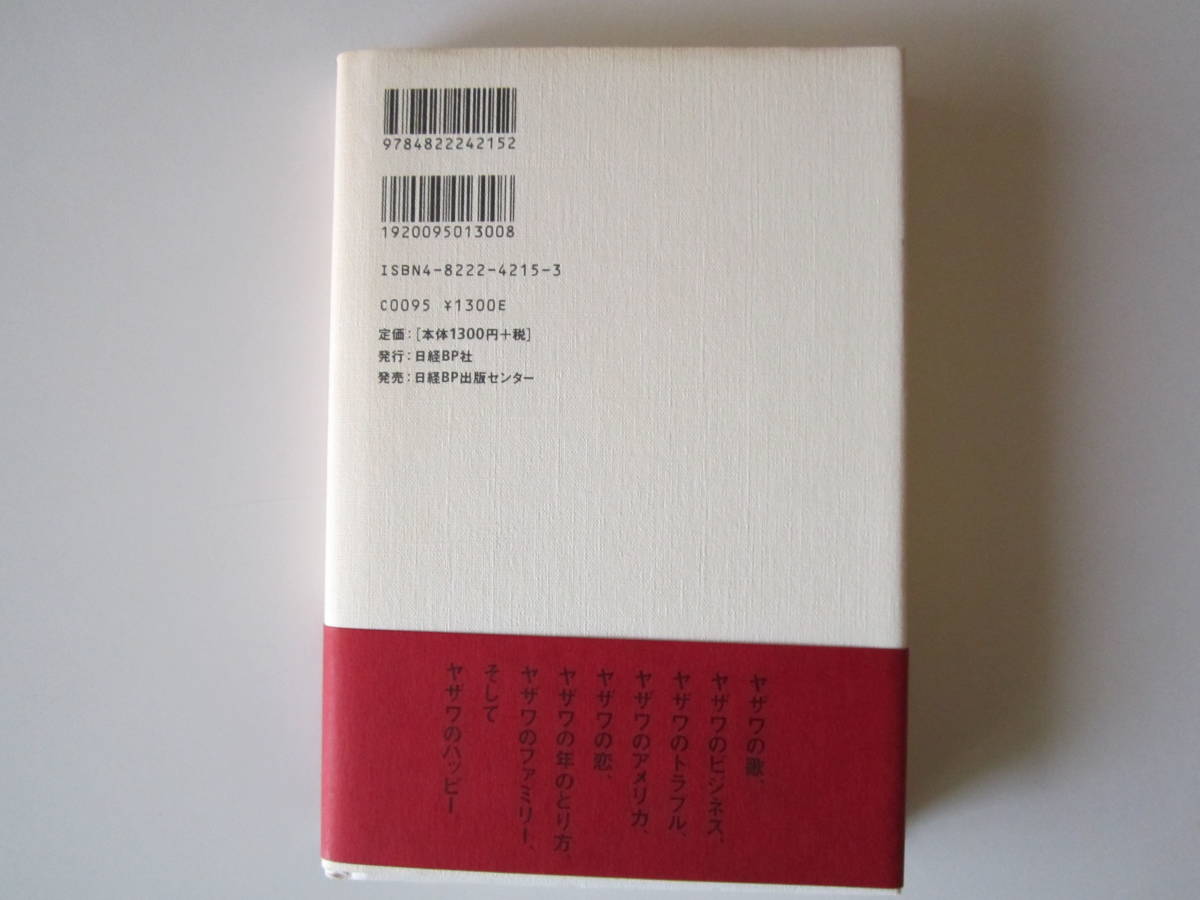 9784822242152
1920095013008
ISBN4-8222-4215-3
C0095 ¥1300E
定価：[本体1300円+税]
発行：日経BP社
発売：日経BP出版センター
ヤザワの歌、
ヤザワのビジネス、
ヤザワのトラブル、
ヤザワのアメリカ、
ヤザワの恋、
ヤザワの年のとり方、
ヤザワのファミリー、
そして
ヤザワのハッピー